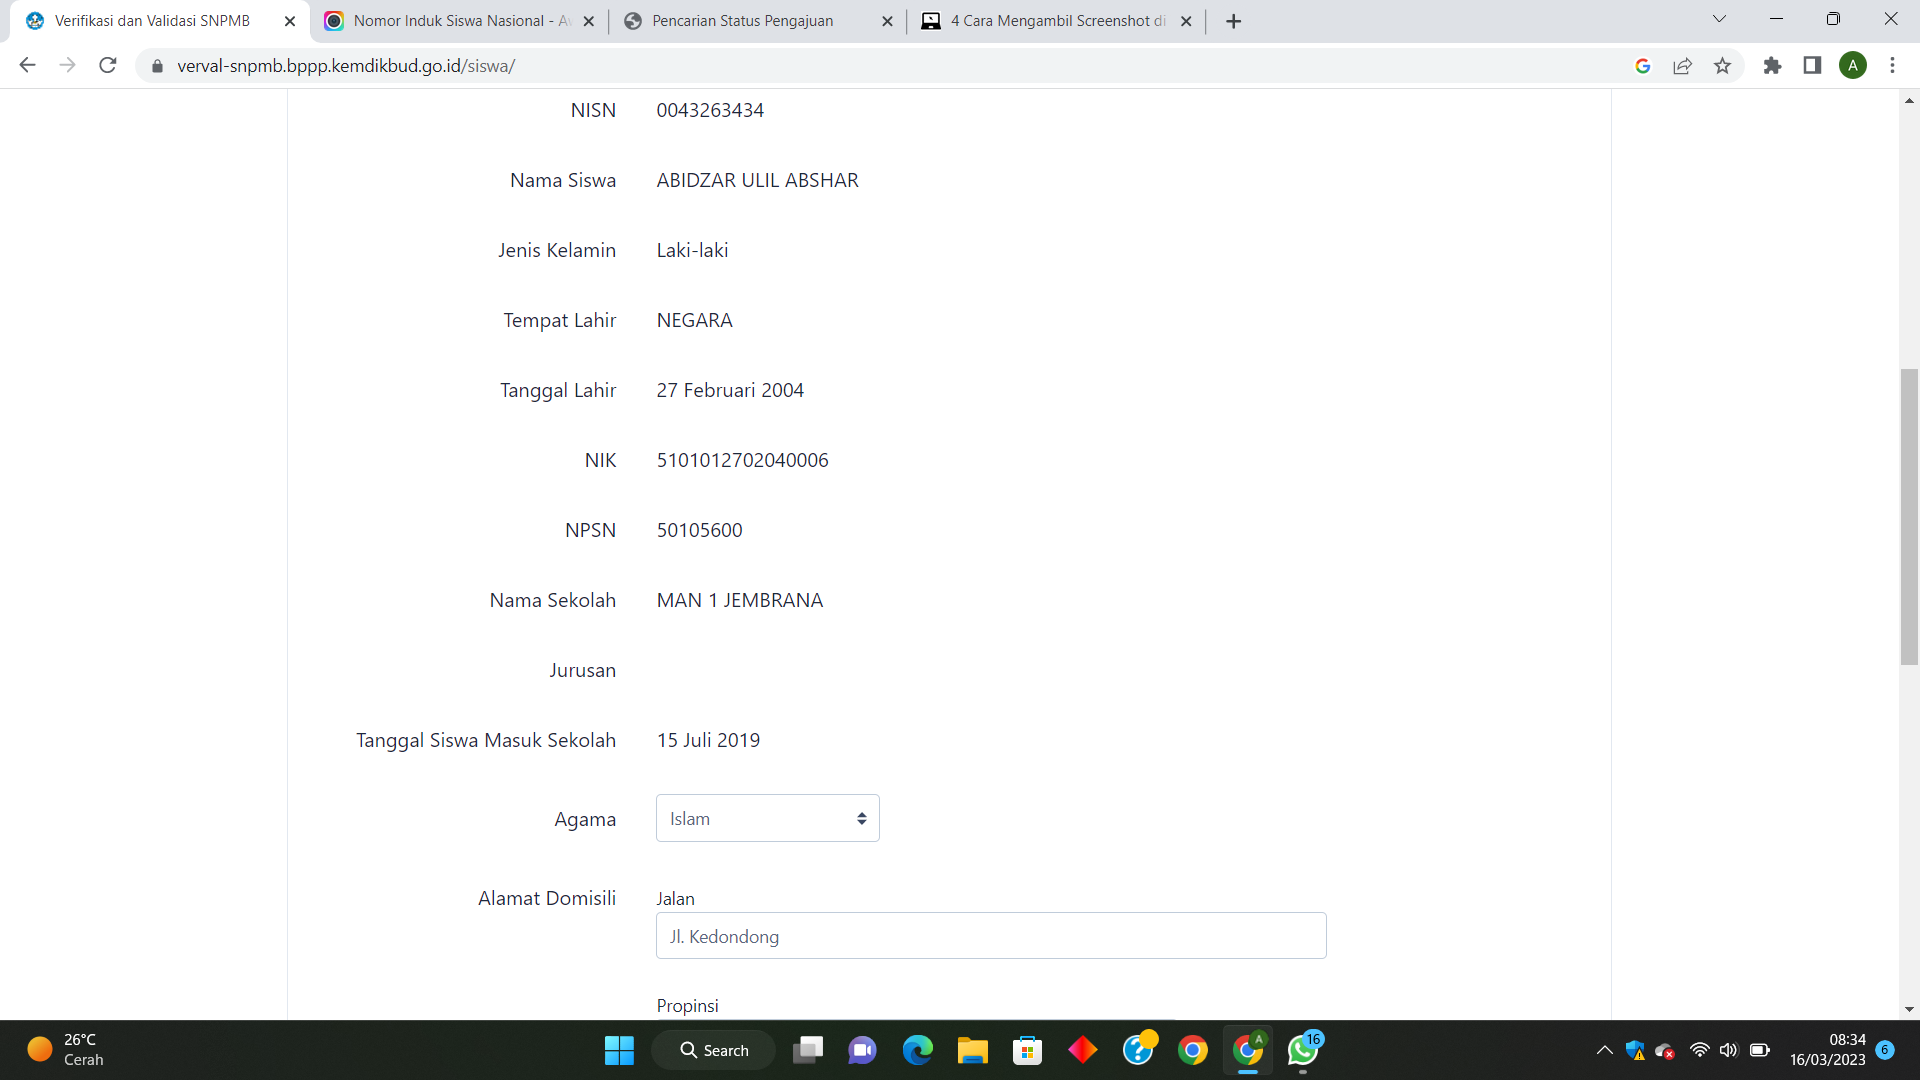 Verifikasi dan Validasi SNPMB
Nomor Induk Siswa Nasional - A
Pencarian Status Pengajuan
4 Cara Mengambil Screenshot di
verval-snpmb.bppp.kemdikbud.go.id/siswa/
A
NISN 0043263434
Nama Siswa ABIDZAR ULIL ABSHAR
Jenis Kelamin Laki-laki
Tempat Lahir NEGARA
Tanggal Lahir 27 Februari 2004
NIK 5101012702040006
NPSN 50105600
Nama Sekolah MAN 1 JEMBRANA
Jurusan
Tanggal Siswa Masuk Sekolah 15 Juli 2019
Agama Islam
Alamat Domisili Jalan
Jl. Kedondong
Propinsi
26°C
Cerah
Search
A
16
08:34
16/03/2023
6